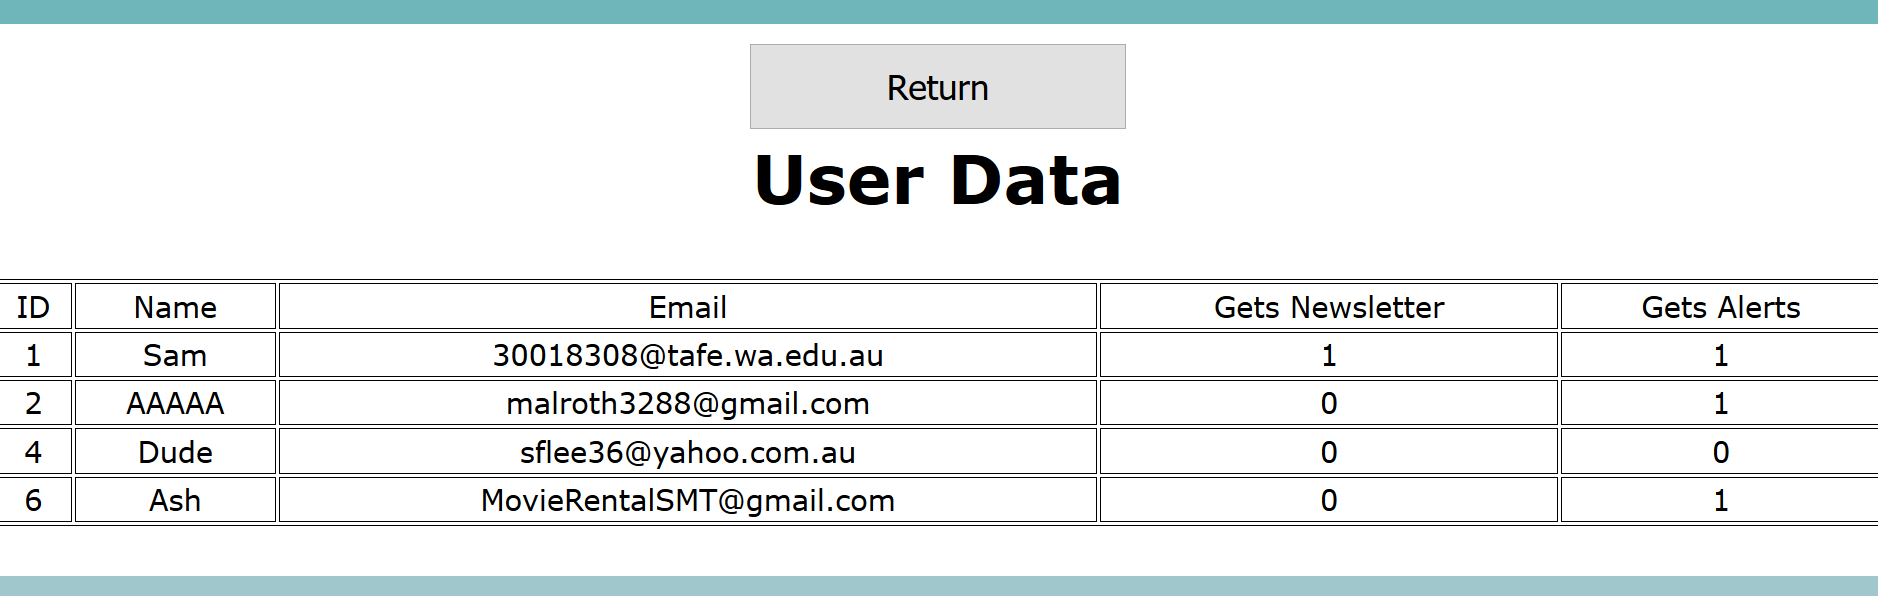 Return
User Data
ID Name Email Gets Newsletter Gets Alerts
1 Sam 30018308@tafe.wa.edu.au 1 1
2 AAAAA malroth3288@gmail.com 0 1
4 Dude sflee36@yahoo.com.au 0 0
6 Ash MovieRentalSMT@gmail.com 0 1